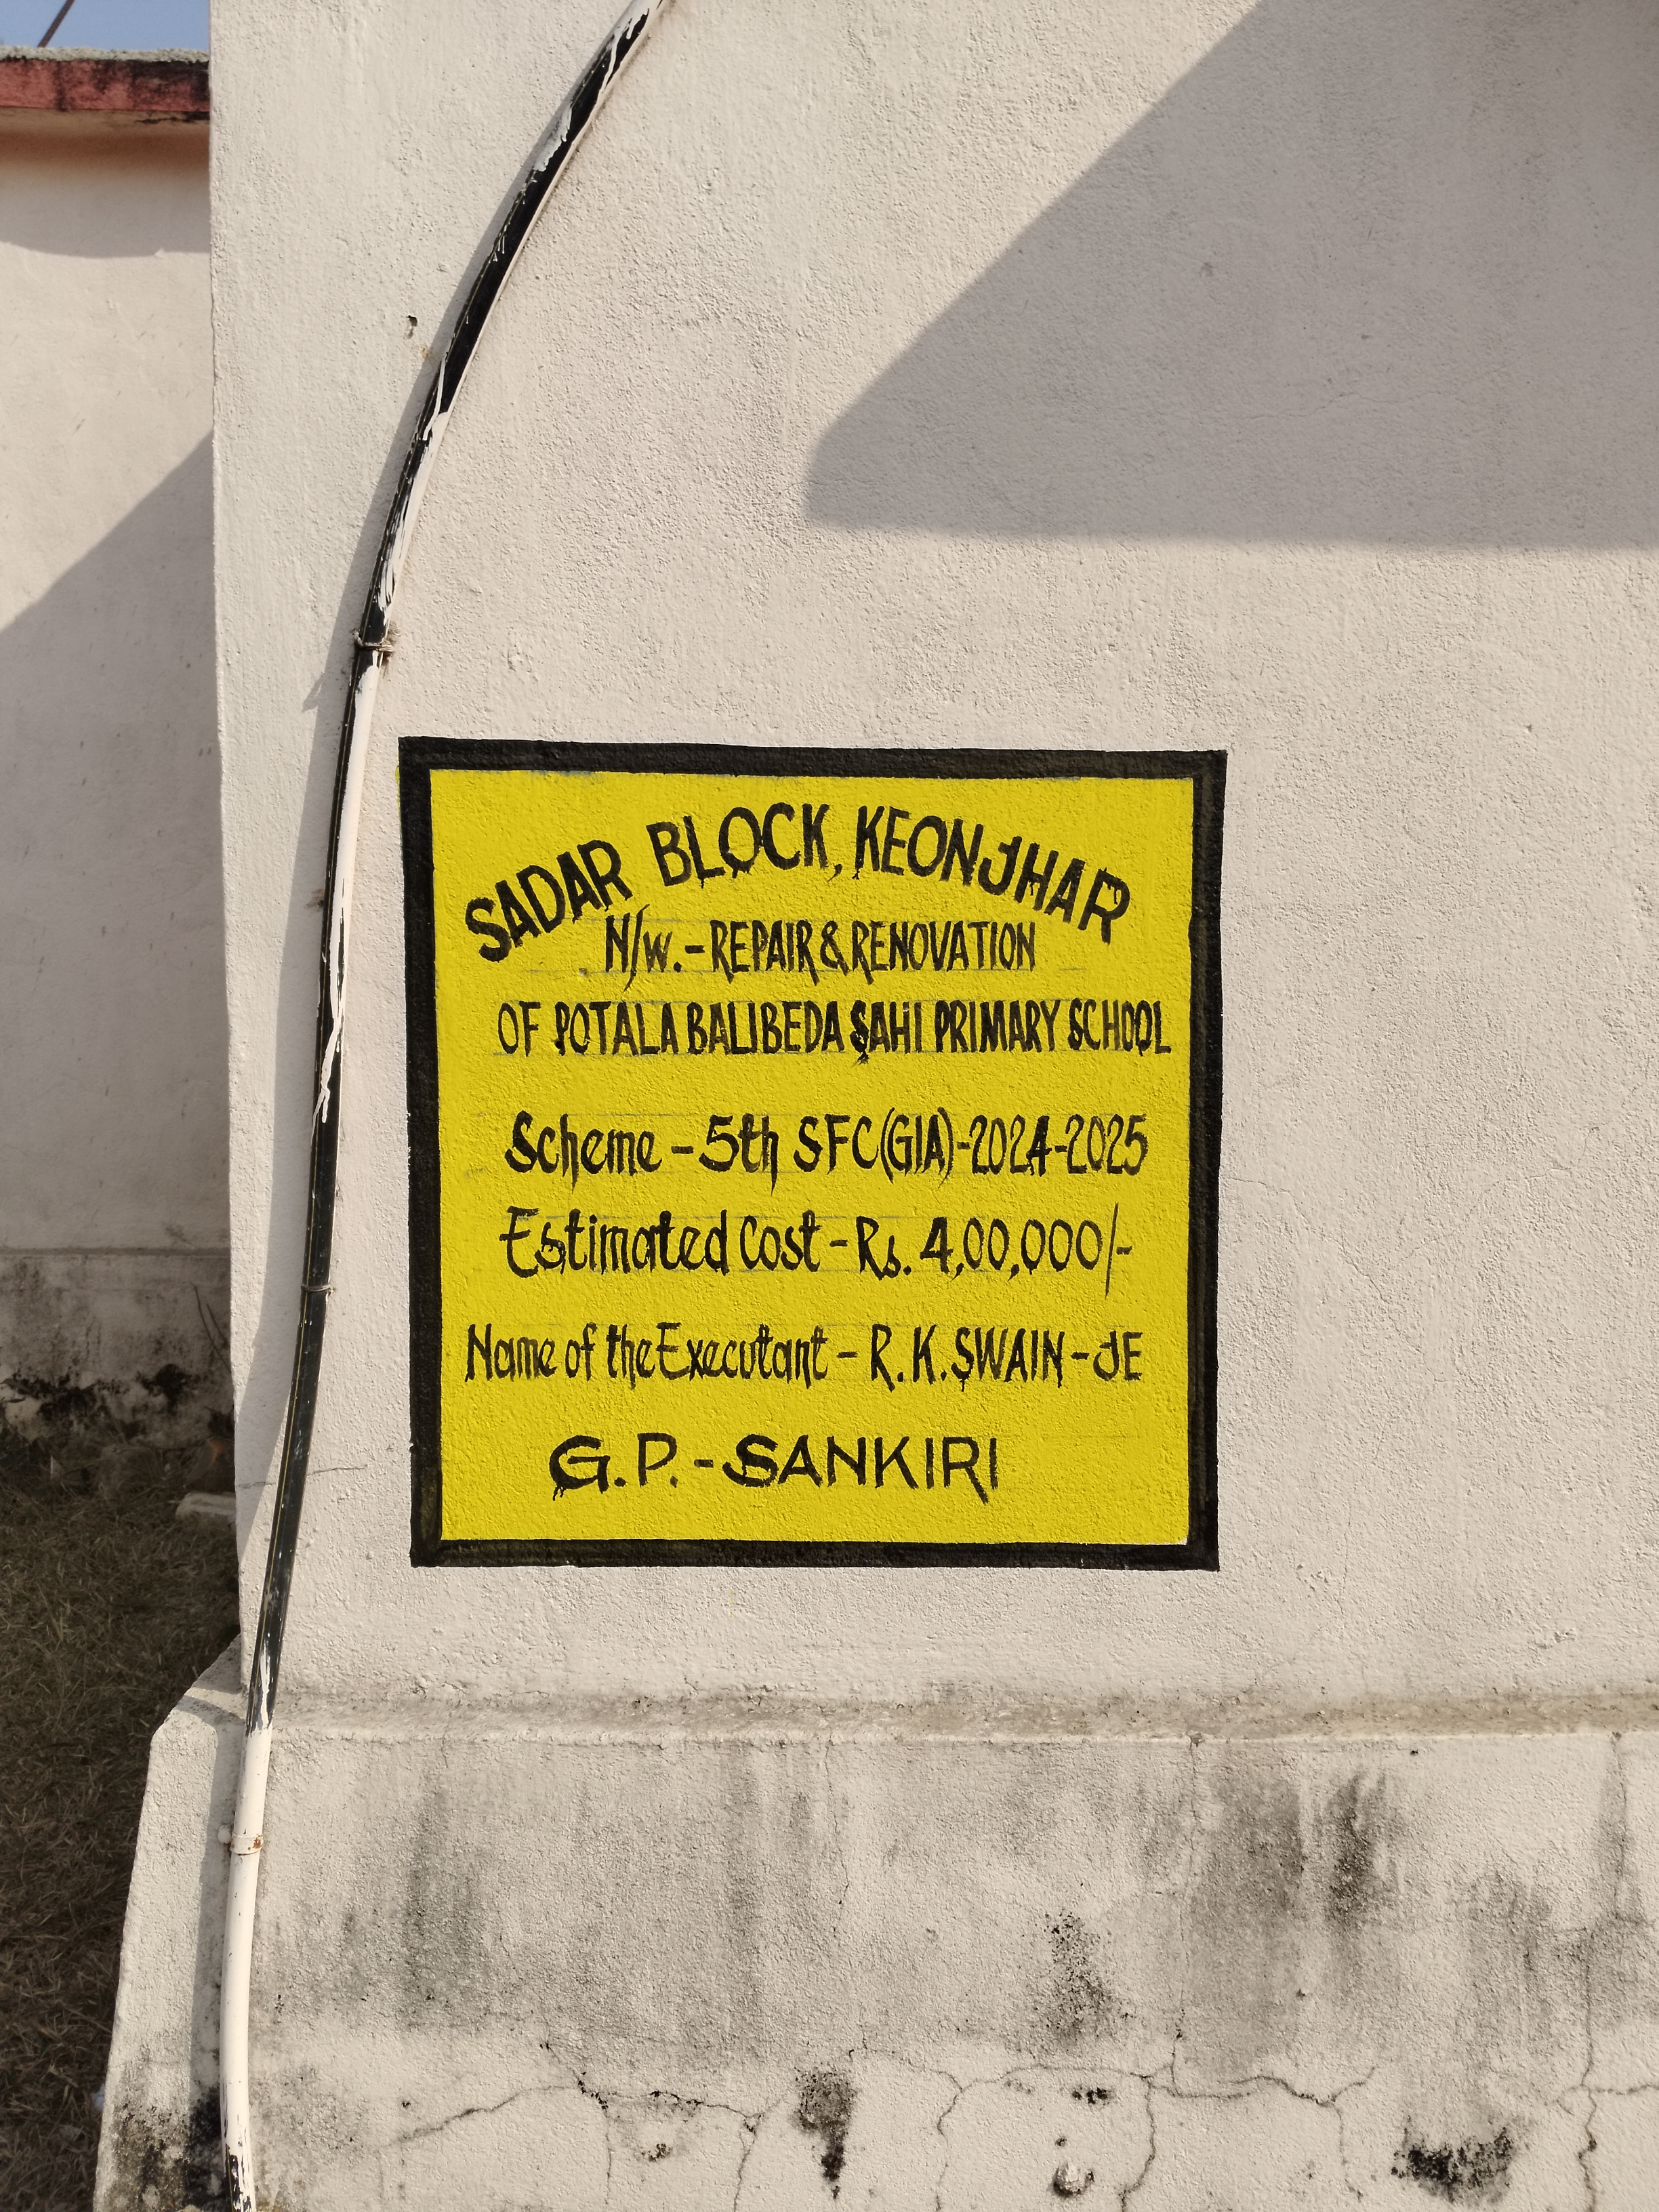 SADAR BLOCK, KEONJHAR
N/w.-REPAIR & RENOVATION
OF POTALA BALIBEDA SAHI PRIMARY SCHOOL
Scheme - 5th SFC(GIA)-2024-2025
Estimated Cost - Rs. 4,00,000/-
Name of the Executant - R.K.SWAIN-JE
G.P.-SANKIRI